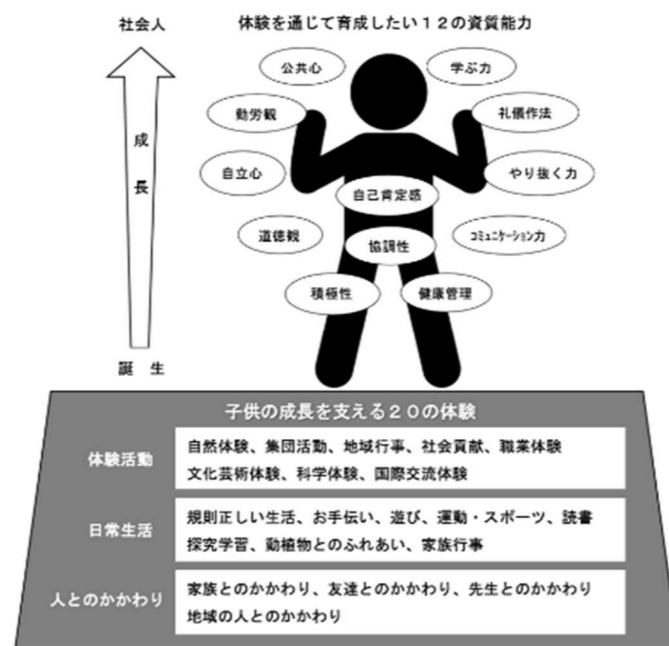 社会人
体験を通じて育成したい12の資質能力
公共心
学ぶ力
勤労観
礼儀作法
成長
自立心
やり抜く力
自己肯定感
道徳観
協調性
コミュニケーション力
積極性
健康管理
誕生
子供の成長を支える20の体験
体験活動
自然体験、集団活動、地域行事、社会貢献、職業体験
文化芸術体験、科学体験、国際交流体験
日常生活
規則正しい生活、お手伝い、遊び、運動・スポーツ、読書
探究学習、動植物とのふれあい、家族行事
人とのかかわり
家族とのかかわり、友達とのかかわり、先生とのかかわり
地域の人とのかかわり